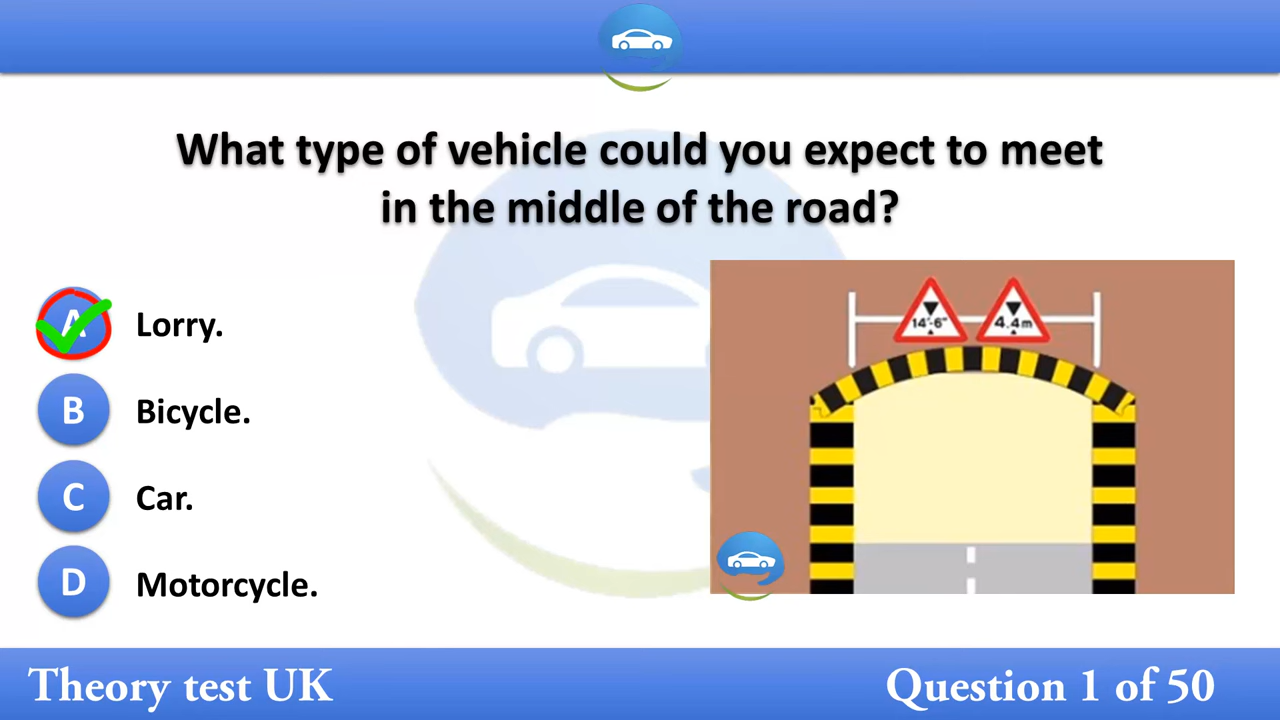 What type of vehicle could you expect to meet
in the middle of the road?
A Lorry.
B Bicycle.
C Car.
D Motorcycle.
14'-6" 4.4m
Theory test UK Question 1 of 50